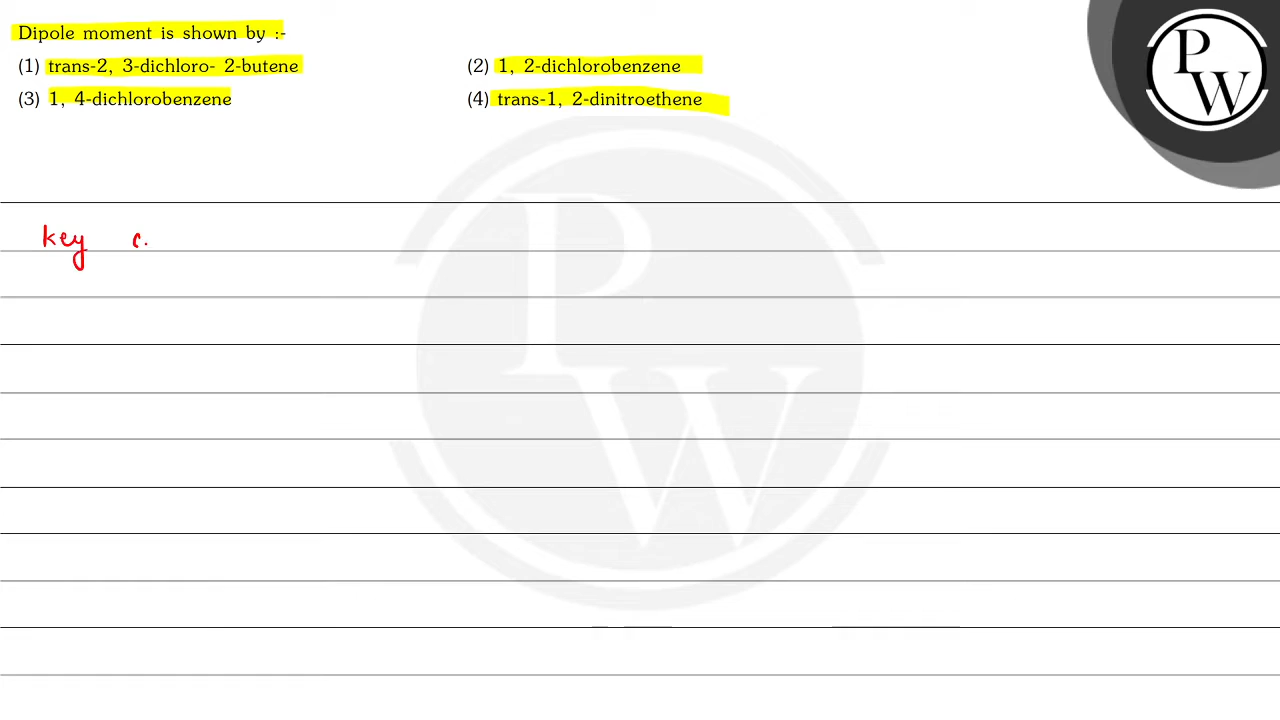 Dipole moment is shown by :-
(1) trans-2, 3-dichloro- 2-butene (2) 1, 2-dichlorobenzene
(3) 1, 4-dichlorobenzene (4) trans-1, 2-dinitroethene
P
W
key c.
P
W